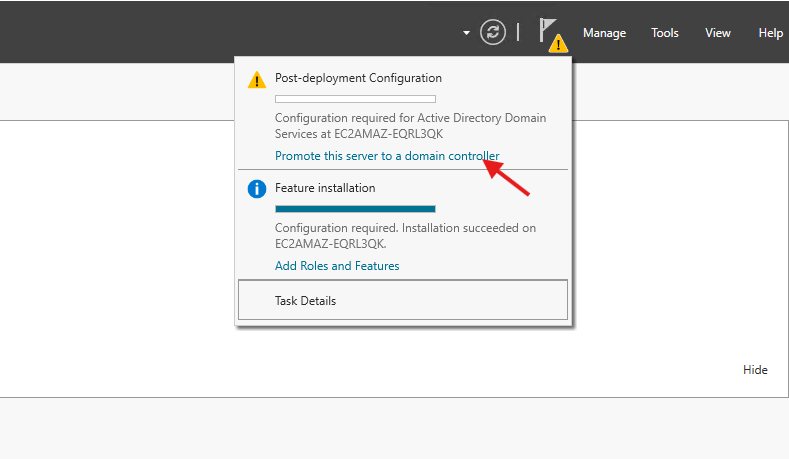 Manage Tools View Help
Post-deployment Configuration
Configuration required for Active Directory Domain
Services at EC2AMAZ-EQRL3QK
Promote this server to a domain controller
Feature installation
Configuration required. Installation succeeded on
EC2AMAZ-EQRL3QK.
Add Roles and Features
Task Details
Hide